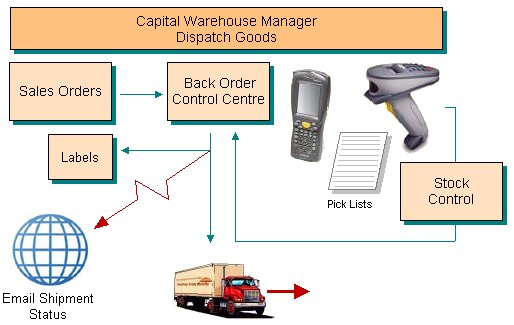 Capital Warehouse Manager
Dispatch Goods
Sales Orders
Back Order
Control Centre
Labels
Pick Lists
Stock
Control
Email Shipment
Status